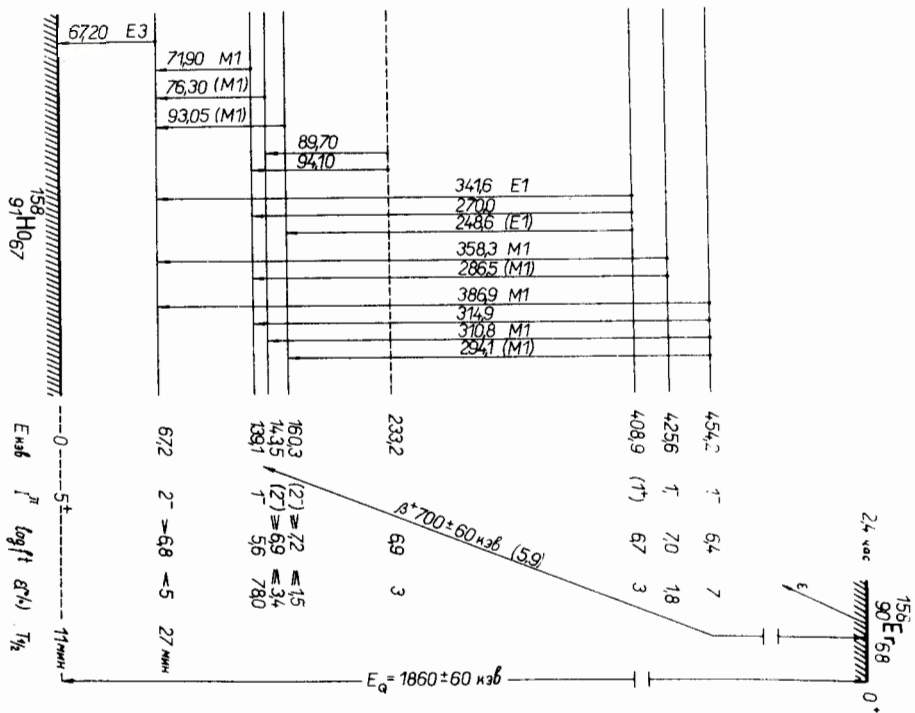 67,20 E3
71,90 M1
76,30 (M1)
93,05 (M1)
89,70
94,10
341,6 E1
270,0
248,6 (E1)
358,3 M1
286,5 (M1)
386,9 M1
314,9
310,8 M1
294,1 (M1)
158
91Ho67
158
90Er68
0+
2,4 час
ε
454,2 1- 6,4 7
425,6 1- 7,0 1,8
408,9 (1+) 6,7 3
β+ 700 ± 60 кэв (5,9)
233,2 6,9 3
160,3 (2-) ≥7,2 ≤1,5
143,5 (2-) ≥6,9 ≤3,4
139,1 1- 5,6 78,0
67,2 2- >6,8 <5 27 мин
0 5+ 11 мин
E кэв Iπ log ft ε(%) T½
EQ = 1860 ± 60 кэв